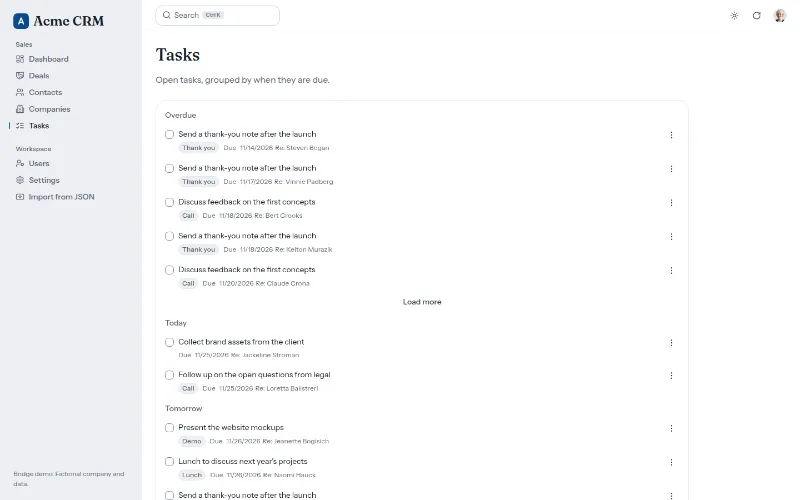 A Acme CRM
Search Ctrl K
Sales
Dashboard
Deals
Contacts
Companies
Tasks
Workspace
Users
Settings
Import from JSON
Bridge demo: Fictional company and
data.
Tasks
Open tasks, grouped by when they are due.
Overdue
Send a thank-you note after the launch
Thank you Due 11/14/2026 Re: Steven Bogan
Send a thank-you note after the launch
Thank you Due 11/17/2026 Re: Vinnie Padberg
Discuss feedback on the first concepts
Call Due 11/18/2026 Re: Bert Crooks
Send a thank-you note after the launch
Thank you Due 11/18/2026 Re: Kelton Murazik
Discuss feedback on the first concepts
Call Due 11/20/2026 Re: Claude Crona
Load more
Today
Collect brand assets from the client
Due 11/25/2026 Re: Jackeline Stroman
Follow up on the open questions from legal
Call Due 11/25/2026 Re: Loretta Balistreri
Tomorrow
Present the website mockups
Demo Due 11/26/2026 Re: Jeanette Bogisich
Lunch to discuss next year's projects
Lunch Due 11/26/2026 Re: Naomi Hauck
Send a thank-you note after the launch